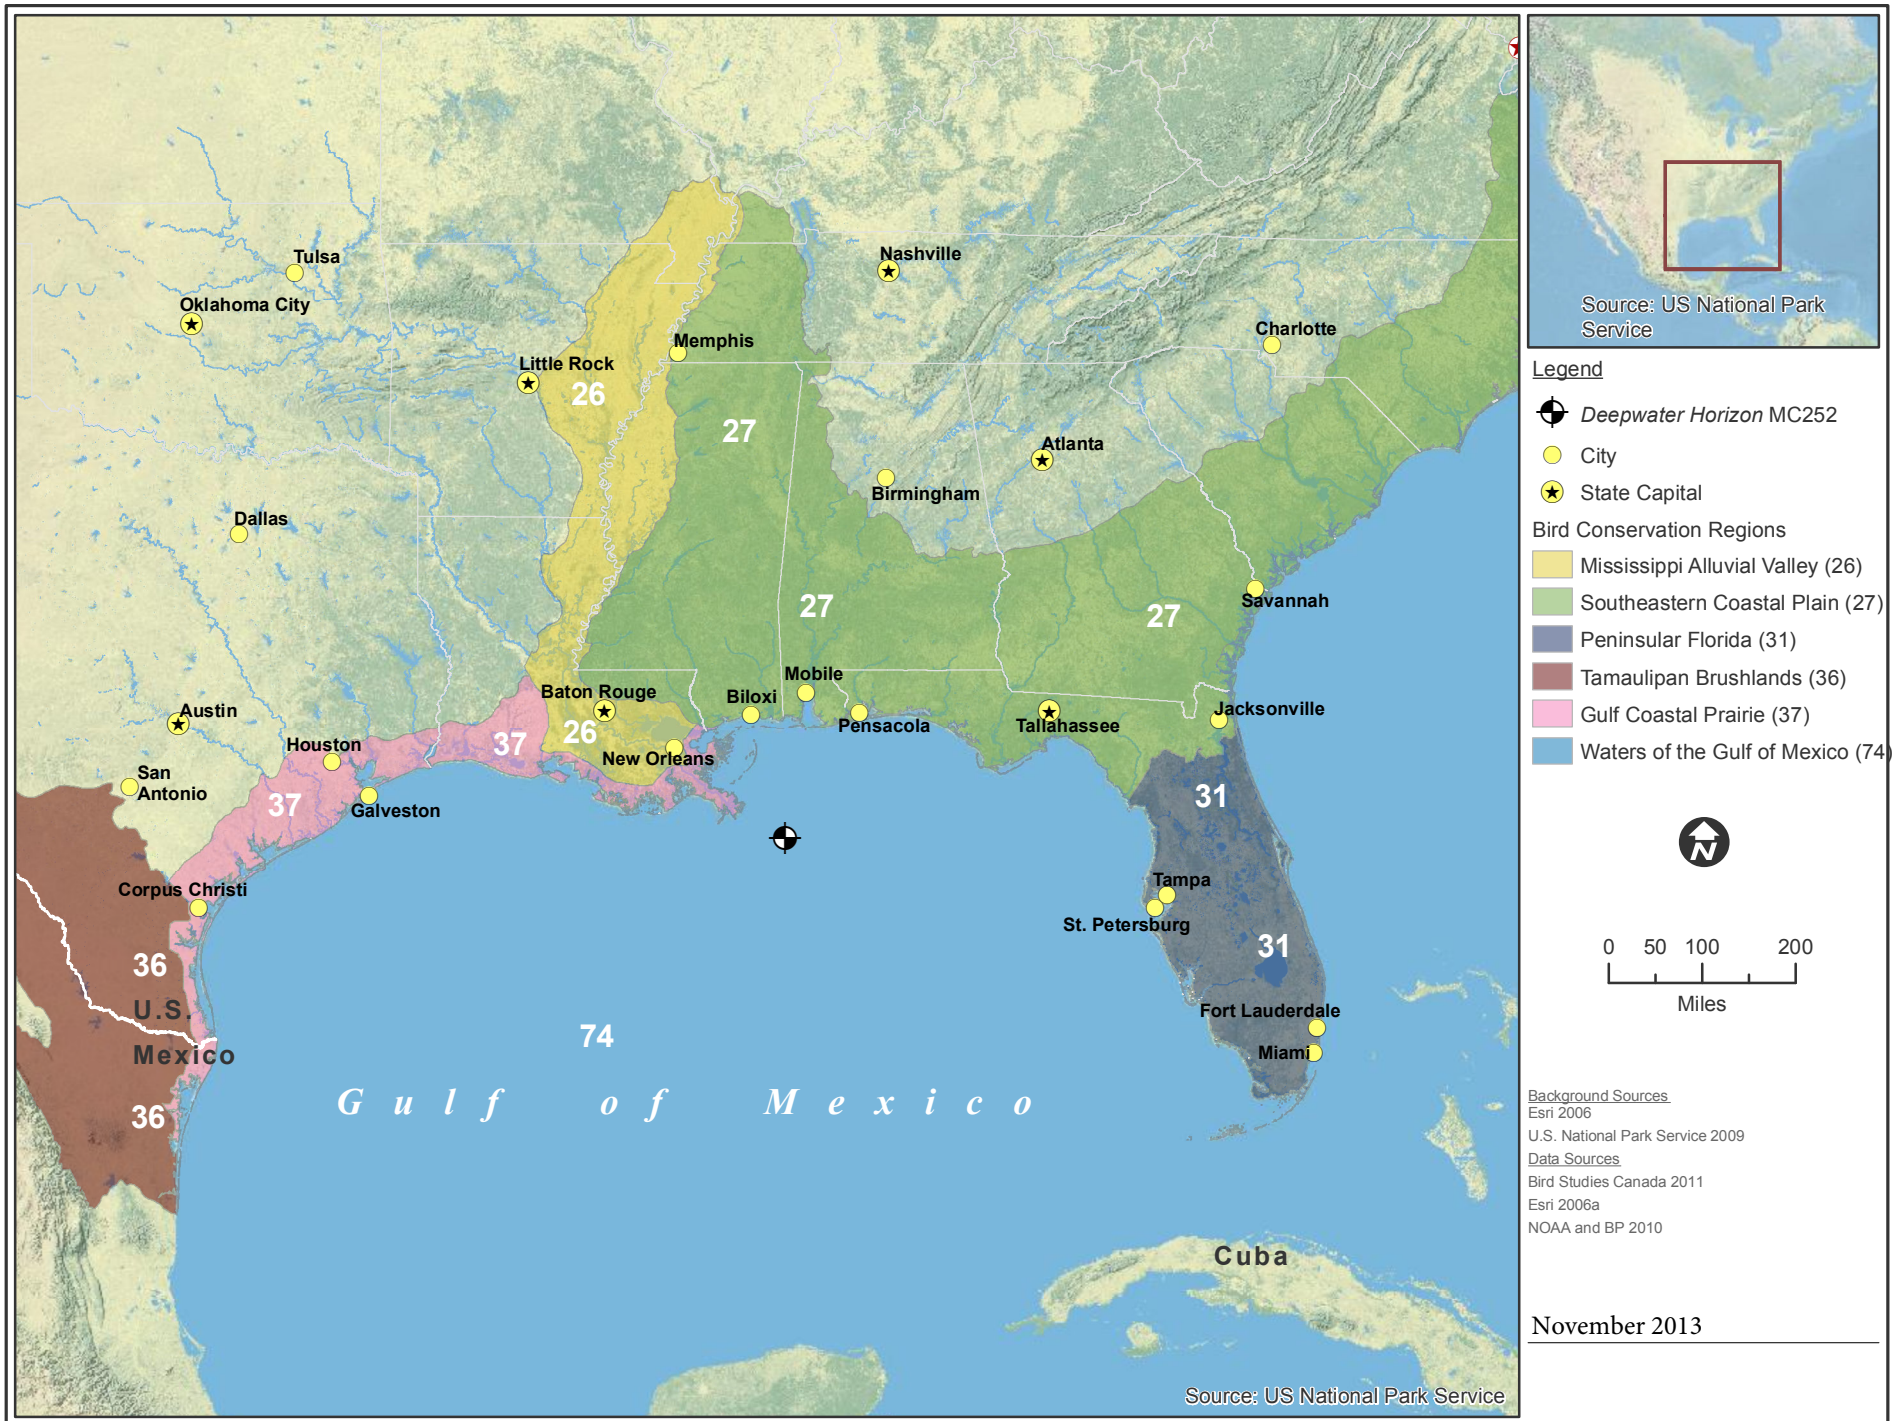 Tulsa
Oklahoma City
Nashville
Charlotte
Memphis
Little Rock
26
27
Atlanta
Birmingham
Dallas
27
27
Savannah
Baton Rouge
Mobile
Biloxi
Pensacola
Tallahassee
Jacksonville
Austin
Houston
37
26
New Orleans
San
Antonio
37
Galveston
31
Corpus Christi
Tampa
St. Petersburg
36
31
U.S.
Mexico
Fort Lauderdale
Miami
74
Gulf of Mexico
36
Cuba
Source: US National Park Service
Source: US National Park
Service
Legend
Deepwater Horizon MC252
City
State Capital
Bird Conservation Regions
Mississippi Alluvial Valley (26)
Southeastern Coastal Plain (27)
Peninsular Florida (31)
Tamaulipan Brushlands (36)
Gulf Coastal Prairie (37)
Waters of the Gulf of Mexico (74)
N
0 50 100 200
Miles
Background Sources
Esri 2006
U.S. National Park Service 2009
Data Sources
Bird Studies Canada 2011
Esri 2006a
NOAA and BP 2010
November 2013